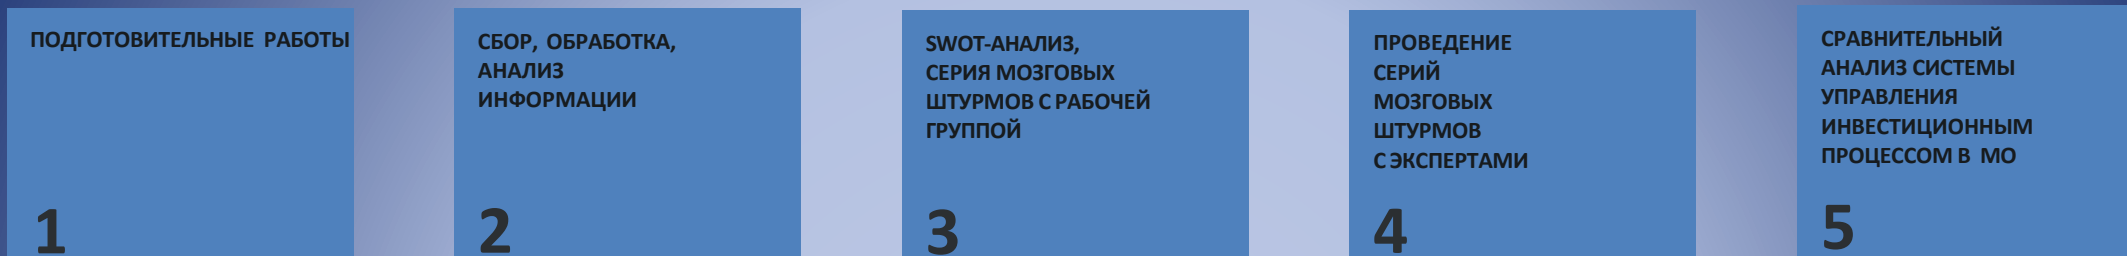 ПОДГОТОВИТЕЛЬНЫЕ РАБОТЫ
1
СБОР, ОБРАБОТКА,
АНАЛИЗ
ИНФОРМАЦИИ
2
SWOT-АНАЛИЗ,
СЕРИЯ МОЗГОВЫХ
ШТУРМОВ С РАБОЧЕЙ
ГРУППОЙ
3
ПРОВЕДЕНИЕ
СЕРИЙ
МОЗГОВЫХ
ШТУРМОВ
С ЭКСПЕРТАМИ
4
СРАВНИТЕЛЬНЫЙ
АНАЛИЗ СИСТЕМЫ
УПРАВЛЕНИЯ
ИНВЕСТИЦИОННЫМ
ПРОЦЕССОМ В МО
5